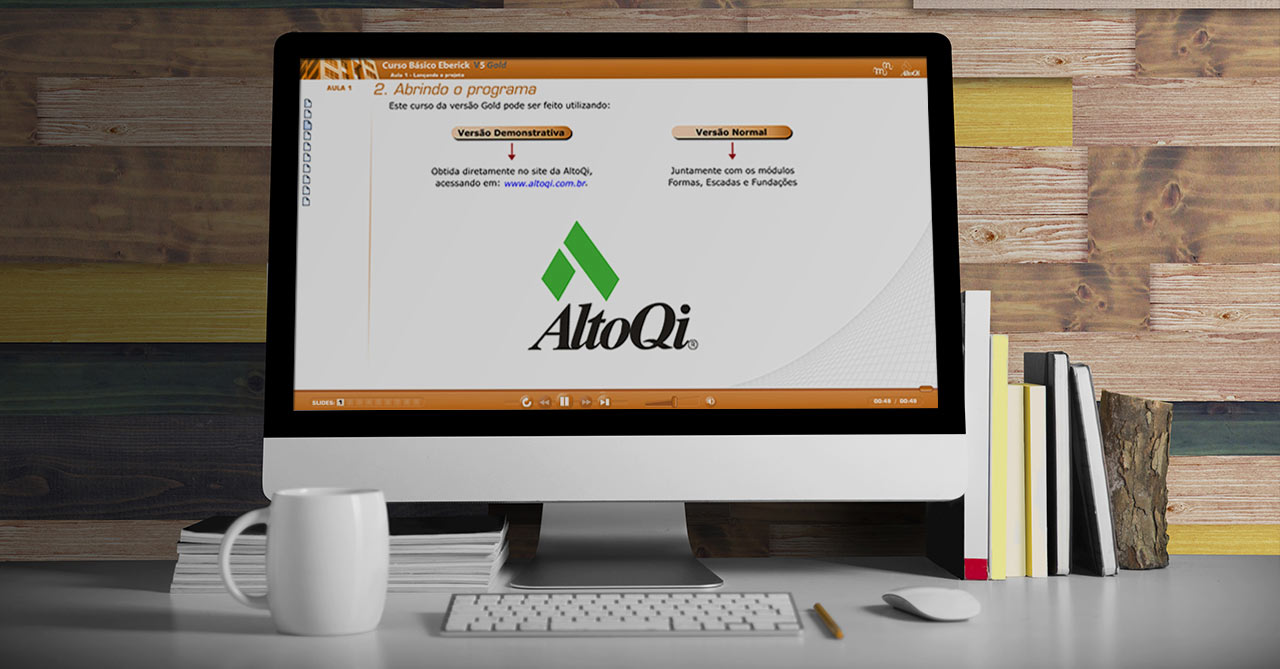 Curso Básico Eberick V5 Gold
Aula 1 - Lançando o projeto
AltoQi
AULA 1
2. Abrindo o programa
Este curso da versão Gold pode ser feito utilizando:
Versão Demonstrativa
Versão Normal
Obtida diretamente no site da AltoQi,
acessando em: www.altoqi.com.br.
Juntamente com os módulos
Formas, Escadas e Fundações
AltoQi®
SLIDES: 1
00:48 / 00:48